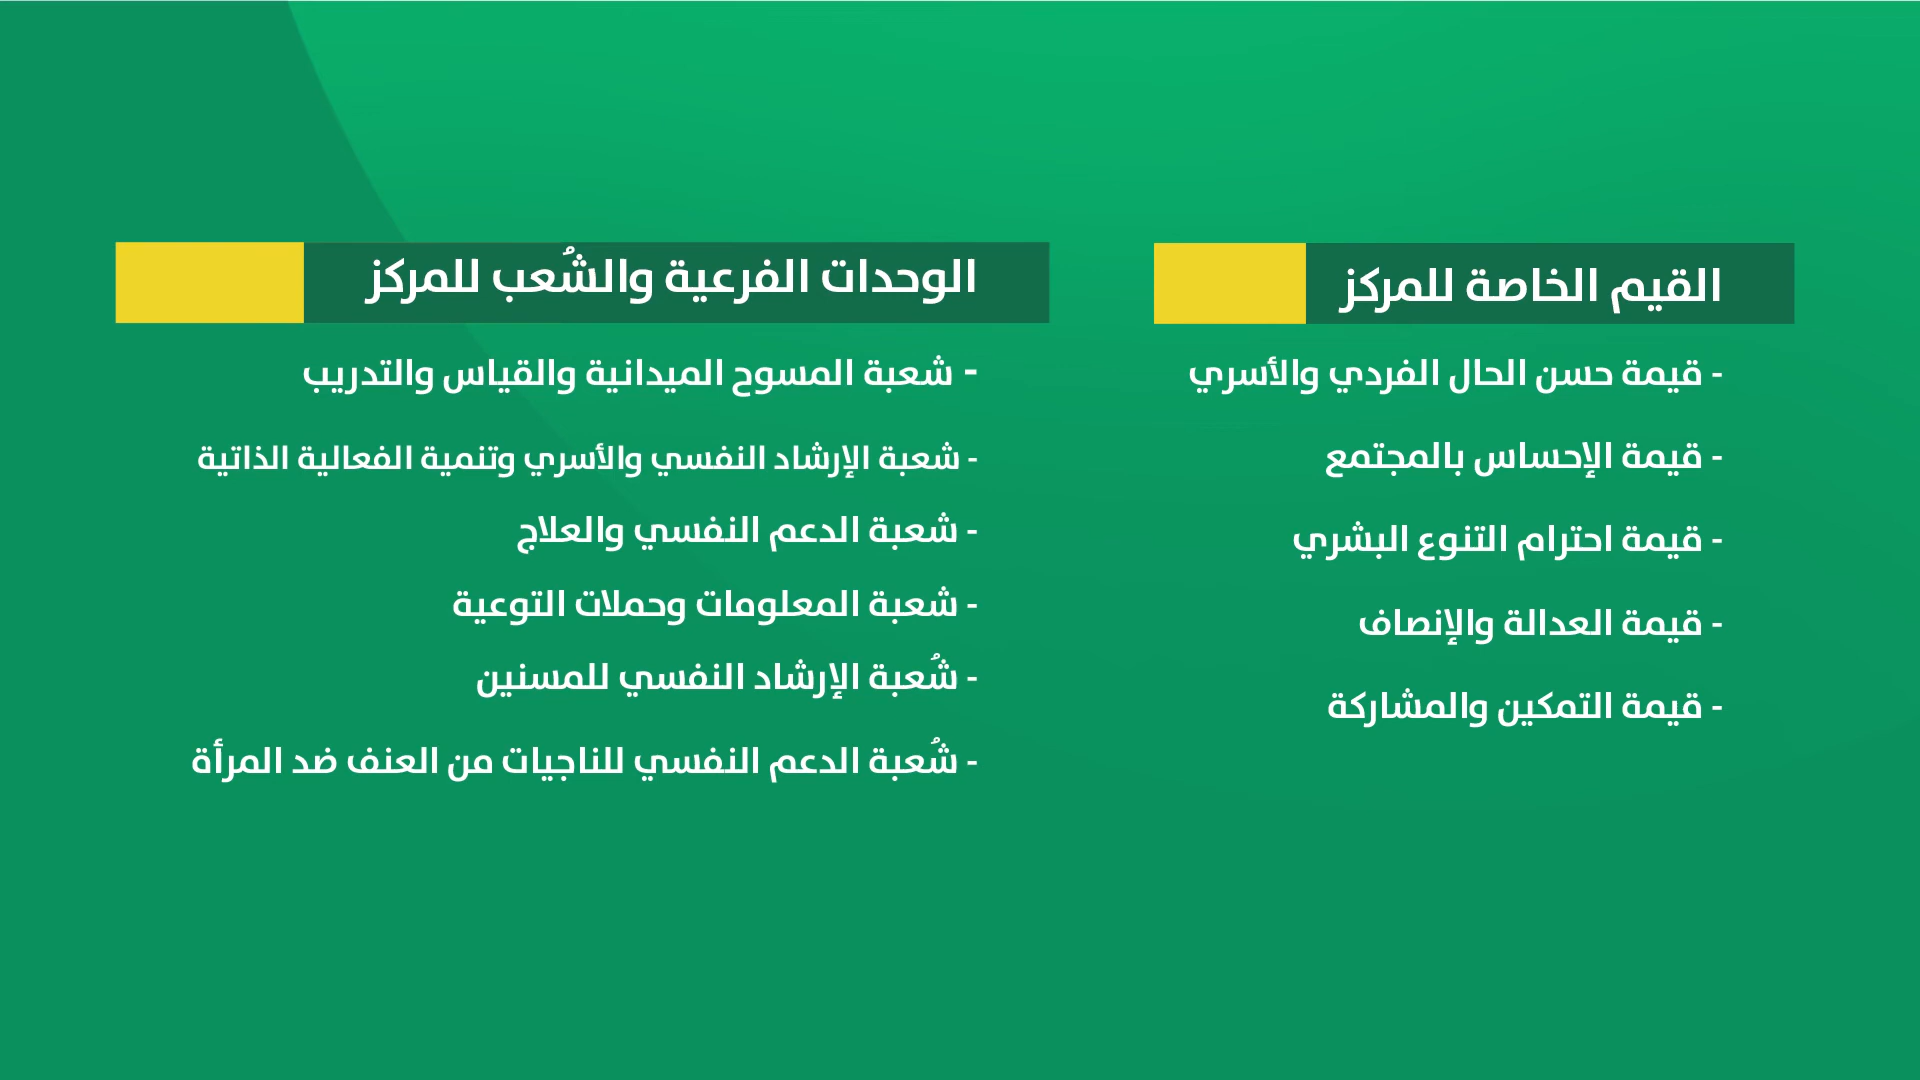 القيم الخاصة للمركز
- قيمة حسن الحال الفردي والأسري
- قيمة الإحساس بالمجتمع
- قيمة احترام التنوع البشري
- قيمة العدالة والإنصاف
- قيمة التمكين والمشاركة
الوحدات الفرعية والشُعب للمركز
- شعبة المسوح الميدانية والقياس والتدريب
- شعبة الإرشاد النفسي والأسري وتنمية الفعالية الذاتية
- شعبة الدعم النفسي والعلاج
- شعبة المعلومات وحملات التوعية
- شُعبة الإرشاد النفسي للمسنين
- شُعبة الدعم النفسي للناجيات من العنف ضد المرأة